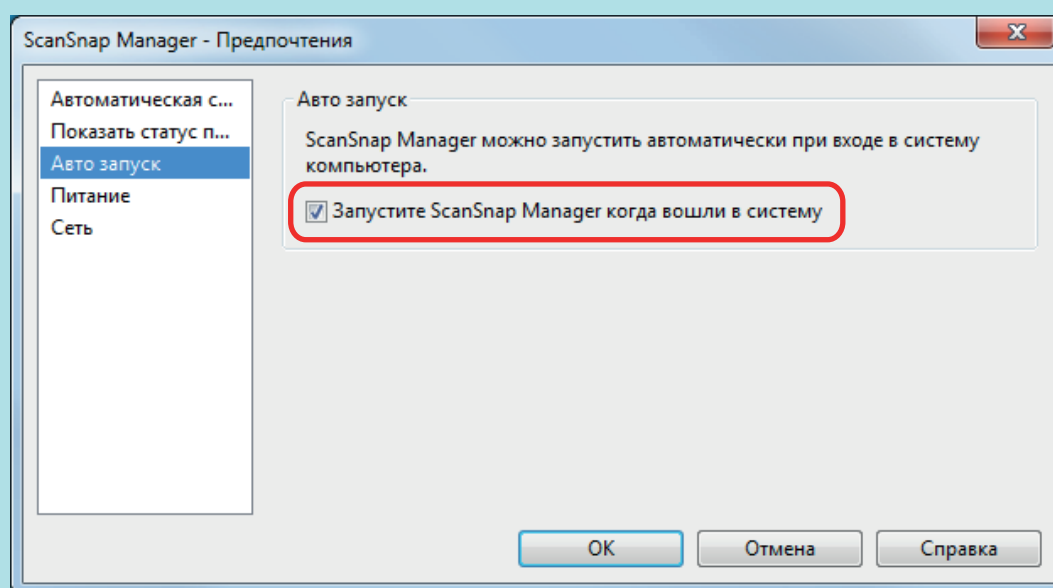 ScanSnap Manager - Предпочтения
Автоматическая с...
Показать статус п...
Авто запуск
Питание
Сеть
Авто запуск
ScanSnap Manager можно запустить автоматически при входе в систему
компьютера.
Запустите ScanSnap Manager когда вошли в систему
OK
Отмена
Справка